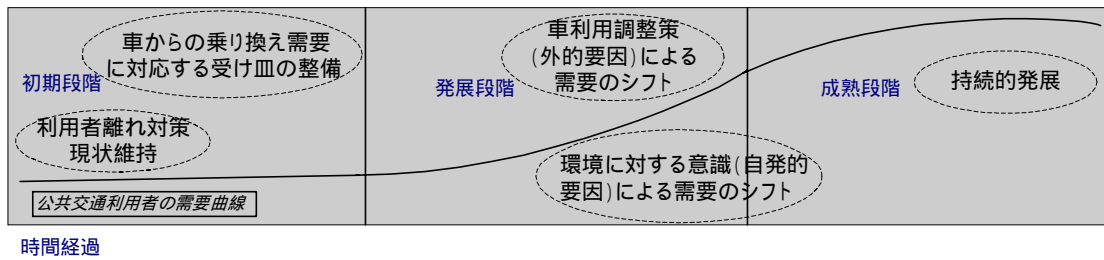 車からの乗り換え需要
に対応する受け皿の整備
初期段階
利用者離れ対策
現状維持
公共交通利用者の需要曲線
車利用調整策
(外的要因)による
需要のシフト
発展段階
環境に対する意識(自発的
要因)による需要のシフト
成熟段階
持続的発展
時間経過